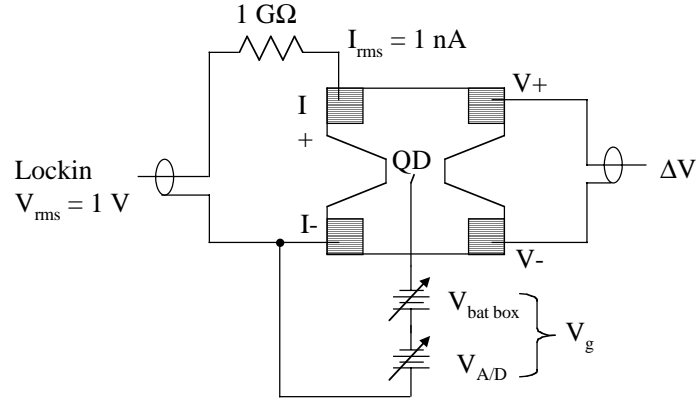 1 GΩ
I_rms = 1 nA
I
+
V+
QD
Lockin
V_rms = 1 V
ΔV
I-
V-
V_bat box
V_g
V_A/D